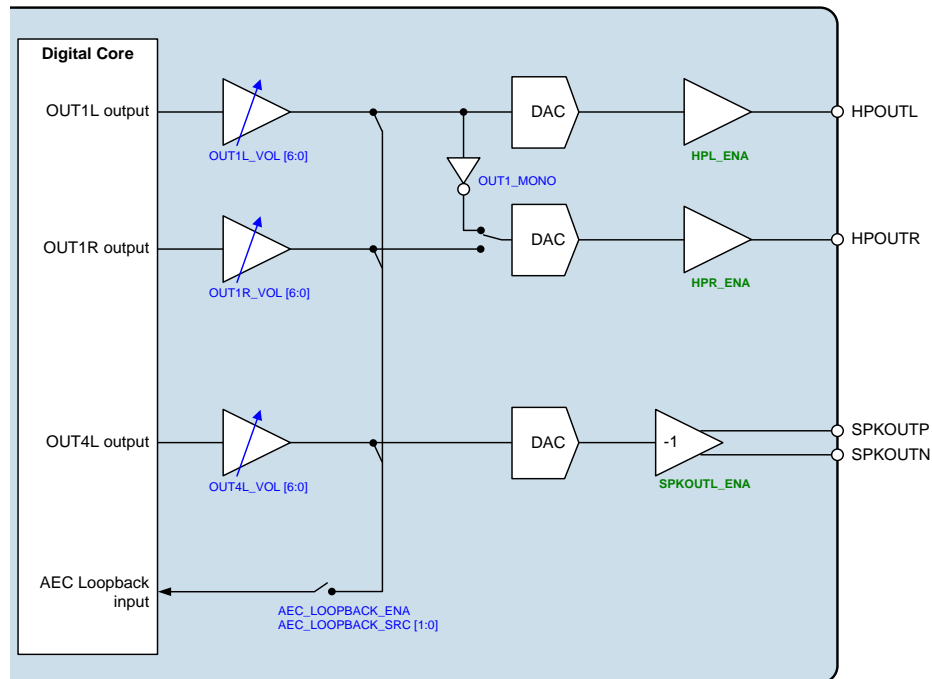 Digital Core
OUT1L output
OUT1L_VOL [6:0]
DAC
HPL_ENA
HPOUTL
OUT1_MONO
OUT1R output
OUT1R_VOL [6:0]
DAC
HPR_ENA
HPOUTR
OUT4L output
OUT4L_VOL [6:0]
DAC
-1
SPKOUTL_ENA
SPKOUTP
SPKOUTN
AEC Loopback
input
AEC_LOOPBACK_ENA
AEC_LOOPBACK_SRC [1:0]